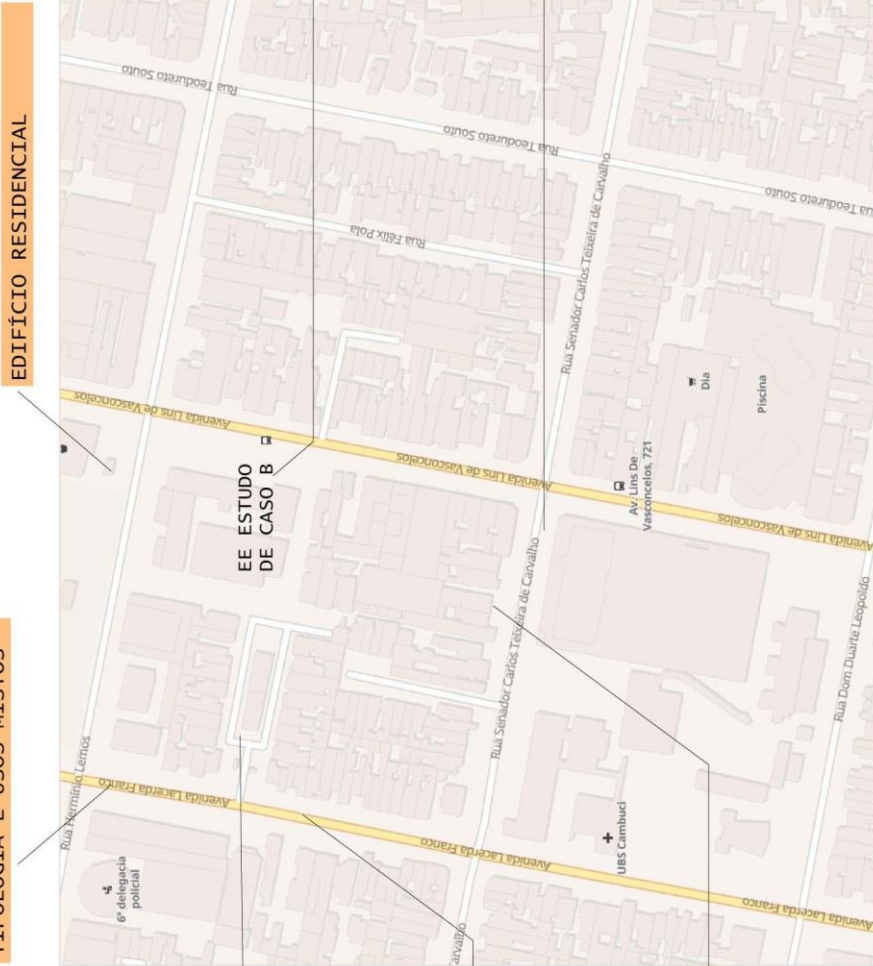 EDIFÍCIO RESIDENCIAL
TIPOLOGIA E USOS MISTOS
Rua Teodureto Souto
Rua Teodureto Souto
Rua Teodureto Souto
Rua Félix Pola
Rua Senador Carlos Teixeira de Carvalho
Avenida Lins de Vasconcelos
Avenida Lins de Vasconcelos
Avenida Lins de Vasconcelos
EE ESTUDO
DE CASO B
Dia
Piscina
Av. Lins De
Vasconcelos, 721
Rua Senador Carlos Teixeira de Carvalho
Rua Dom Duarte Leopoldo
Rua Hermínio Lemos
Avenida Lacerda Franco
Avenida Lacerda Franco
Avenida Lacerda Franco
6ª delegacia
policial
UBS Cambuci
arvalho